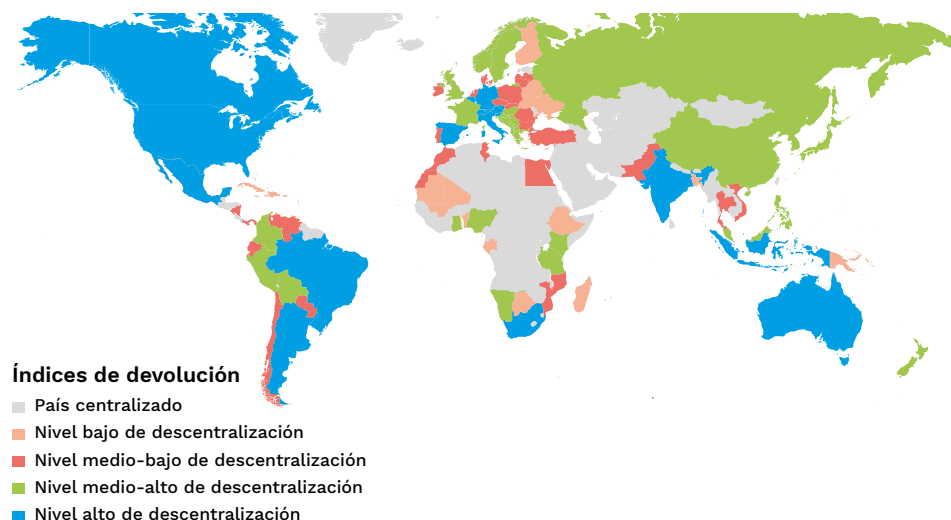 Índices de devolución
País centralizado
Nivel bajo de descentralización
Nivel medio-bajo de descentralización
Nivel medio-alto de descentralización
Nivel alto de descentralización